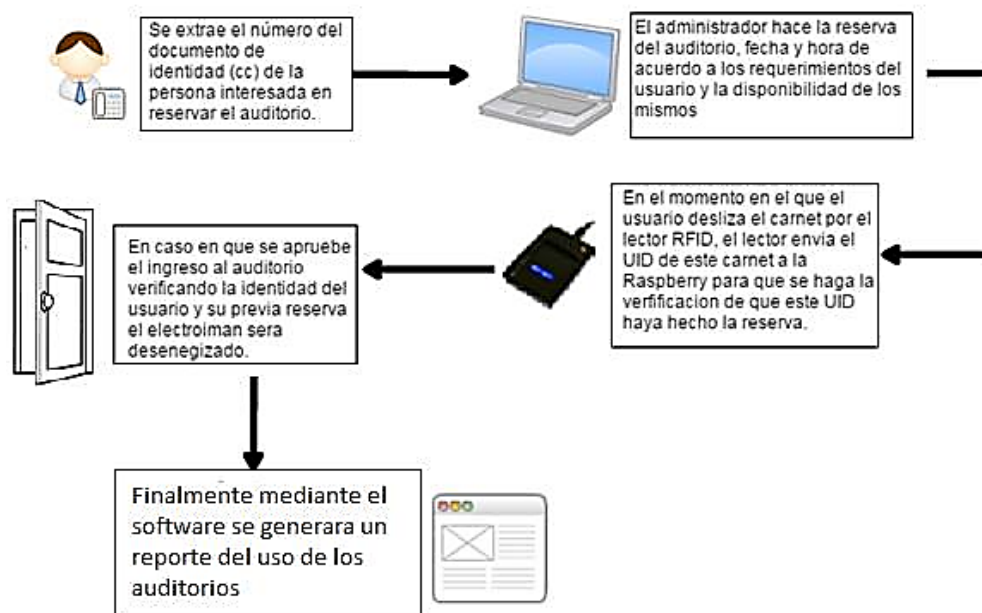 Se extrae el número del
documento de
identidad (cc) de la
persona interesada en
reservar el auditorio.
El administrador hace la reserva
del auditorio, fecha y hora de
acuerdo a los requerimientos del
usuario y la disponibilidad de los
mismos
En el momento en el que el
usuario desliza el carnet por el
lector RFID, el lector envia el
UID de este carnet a la
Raspberry para que se haga la
verfificacion de que este UID
haya hecho la reserva.
En caso en que se apruebe
el ingreso al auditorio
verificando la identidad del
usuario y su previa reserva
el electroiman sera
desenegizado.
Finalmente mediante el
software se generara un
reporte del uso de los
auditorios